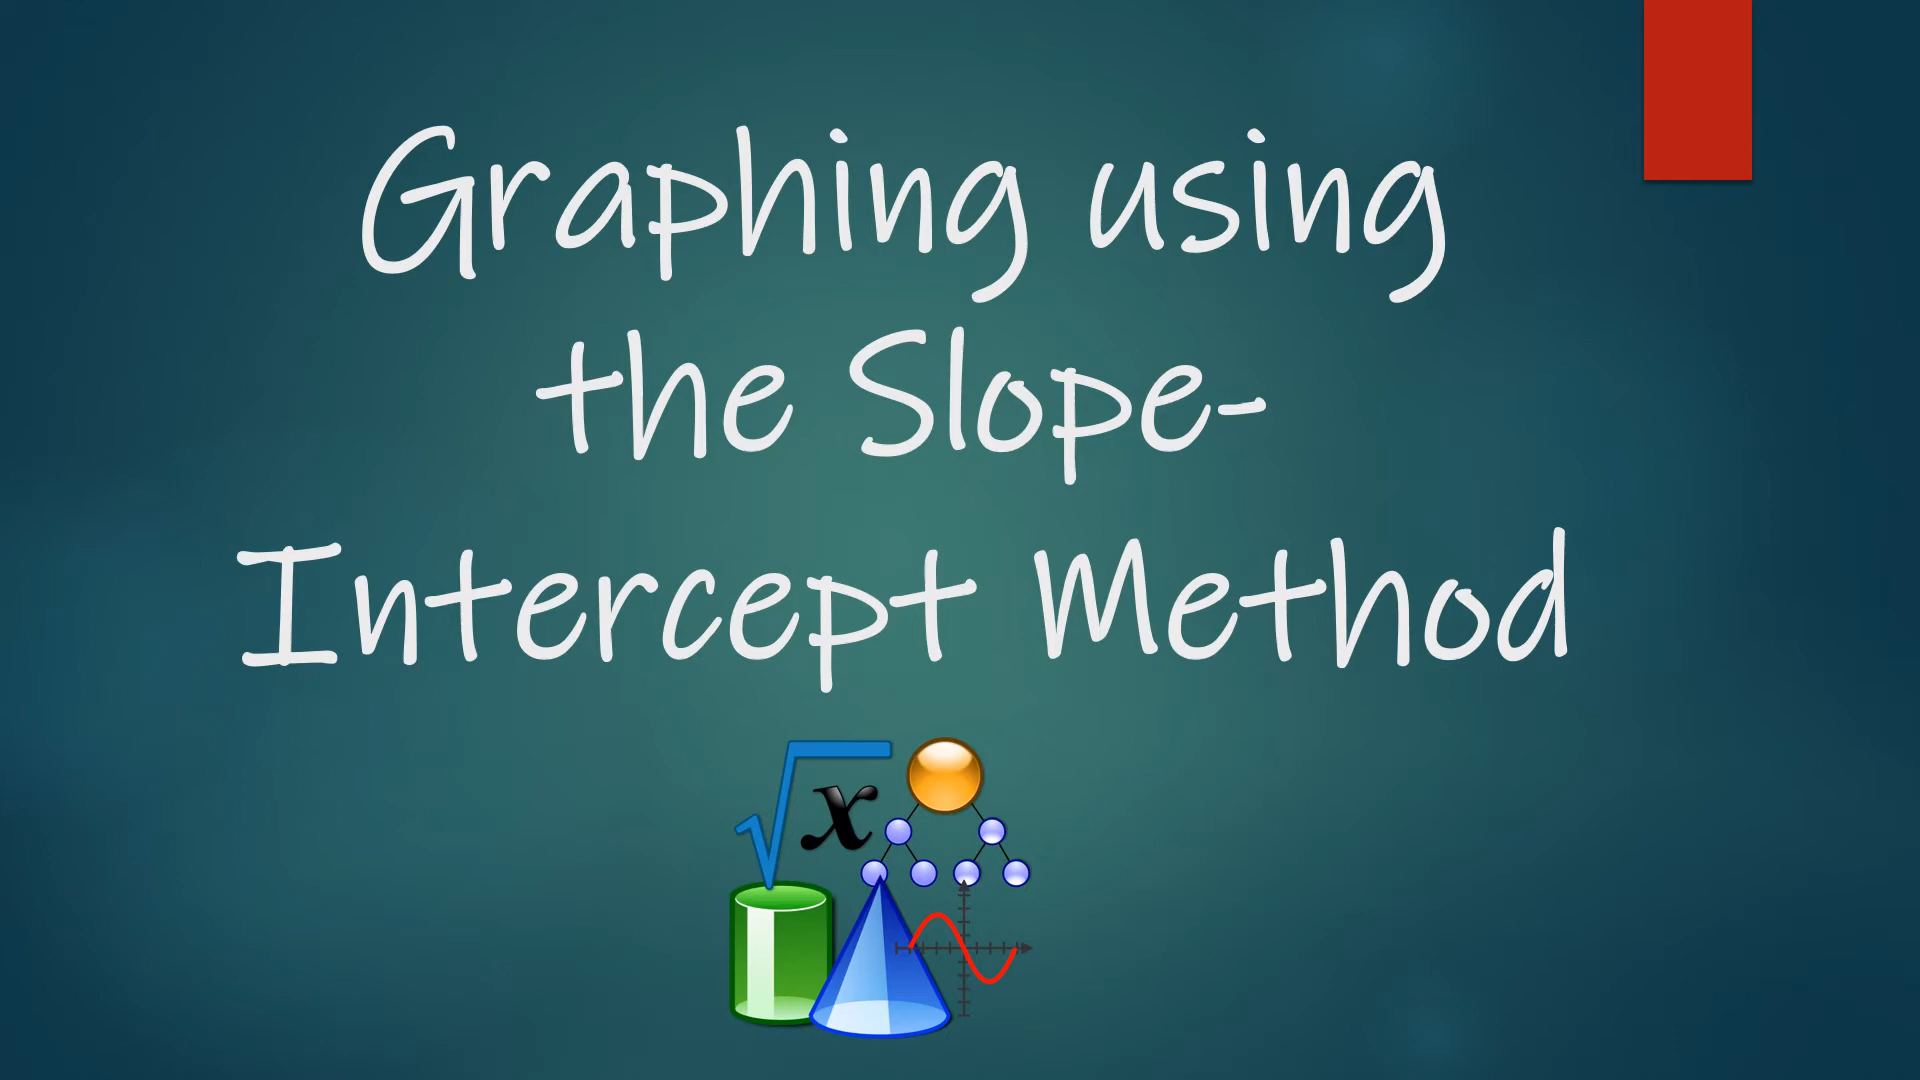 Graphing using
the Slope-
Intercept Method
√x